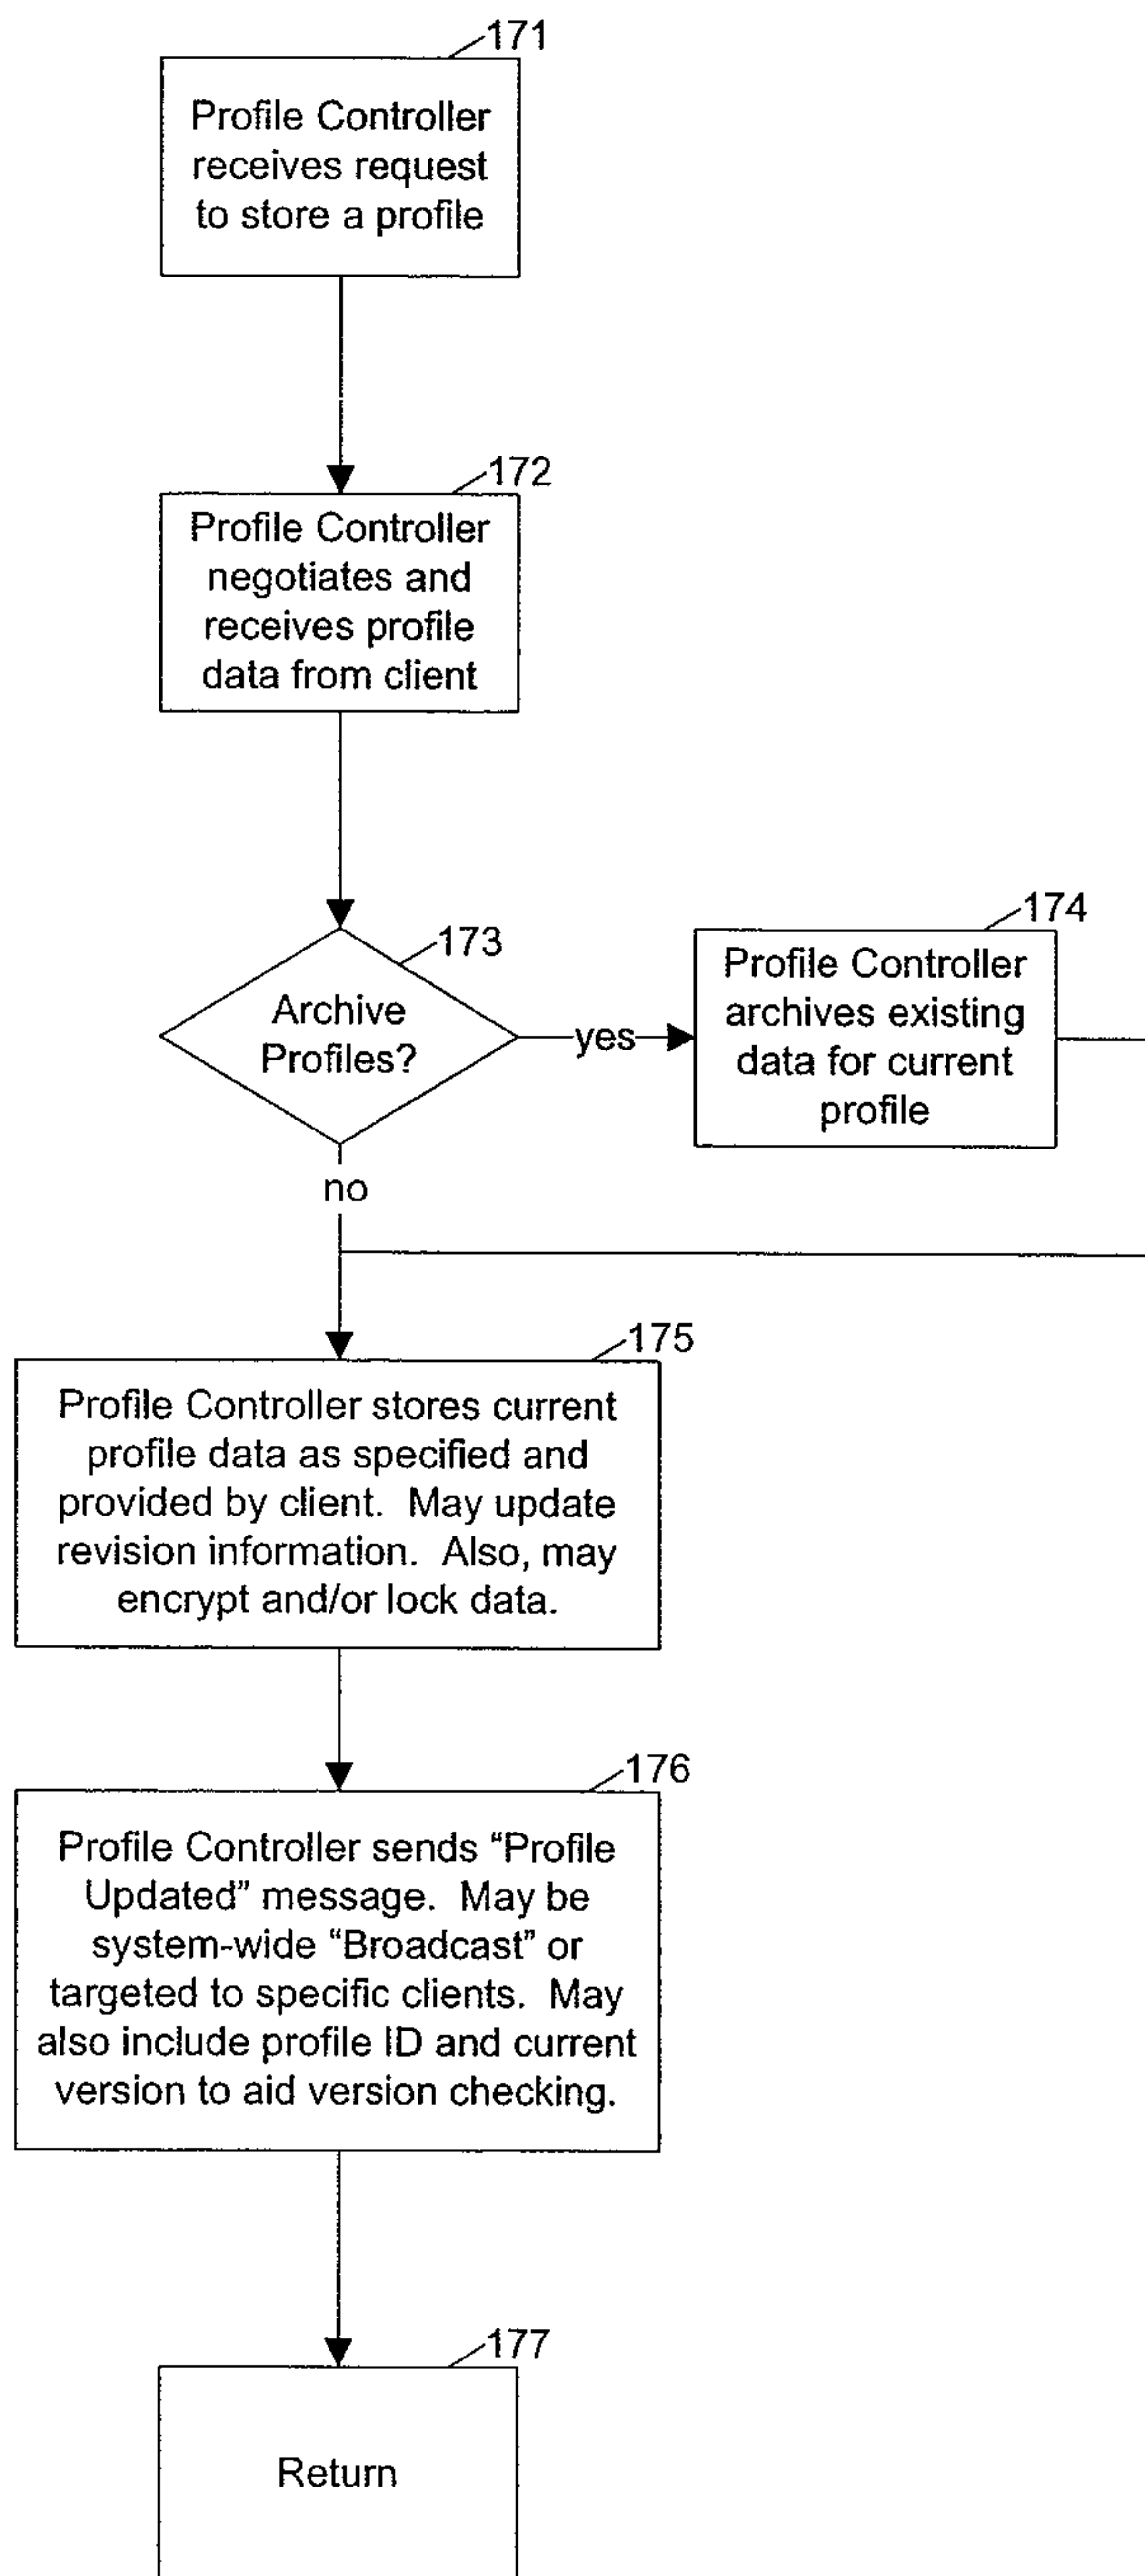 171
Profile Controller
receives request
to store a profile
172
Profile Controller
negotiates and
receives profile
data from client
173
Archive
Profiles?
yes
174
Profile Controller
archives existing
data for current
profile
no
175
Profile Controller stores current
profile data as specified and
provided by client.  May update
revision information.  Also, may
encrypt and/or lock data.
176
Profile Controller sends “Profile
Updated” message.  May be
system-wide “Broadcast” or
targeted to specific clients.  May
also include profile ID and current
version to aid version checking.
177
Return